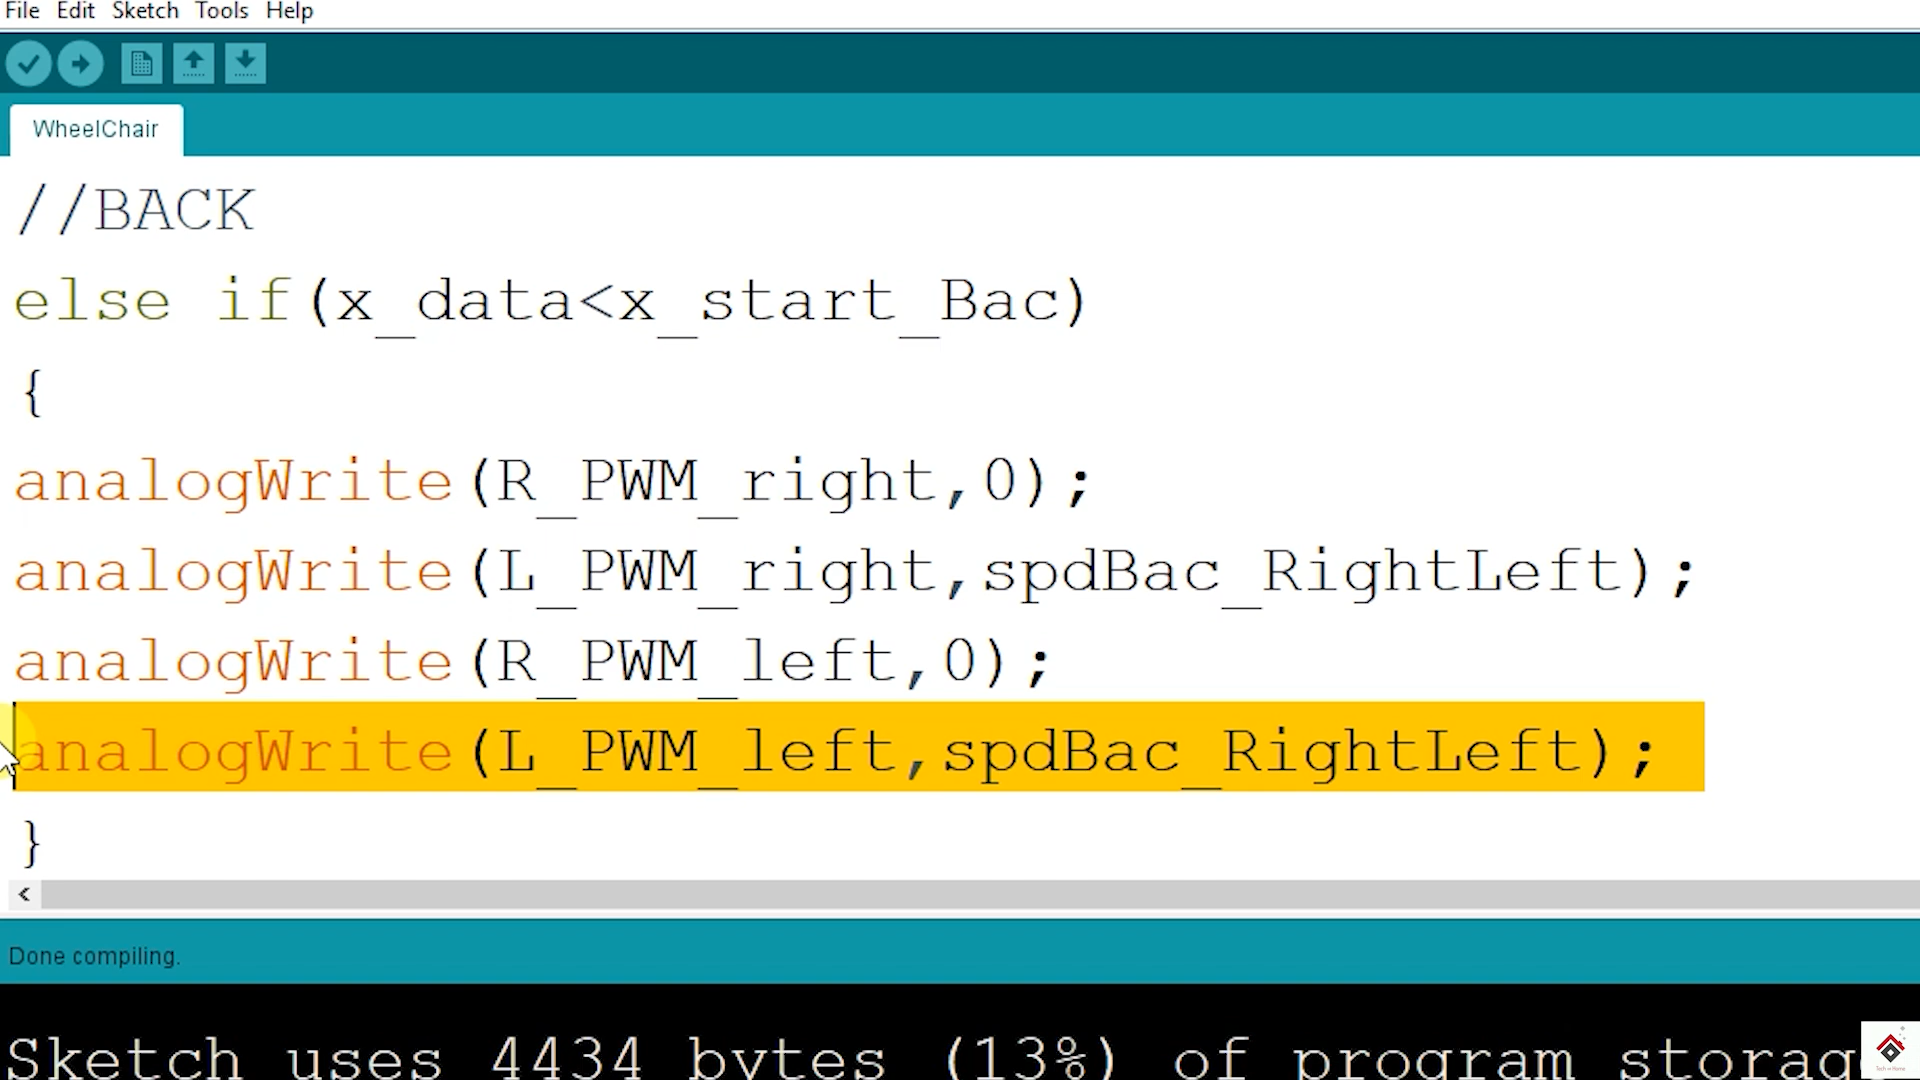 File Edit Sketch Tools Help
WheelChair
//BACK
else if(x_data<x_start_Bac)
{
analogWrite(R_PWM_right,0);
analogWrite(L_PWM_right,spdBac_RightLeft);
analogWrite(R_PWM_left,0);
analogWrite(L_PWM_left,spdBac_RightLeft);
}
Done compiling.
Sketch uses 4434 bytes (13%) of program storag